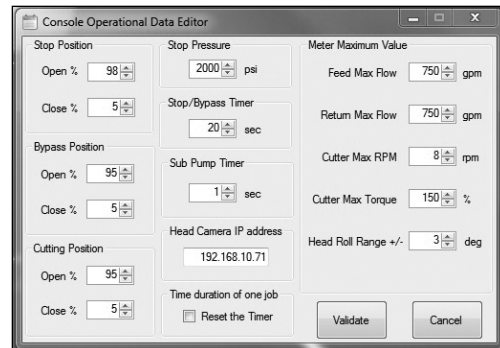 Console Operational Data Editor
Stop Position
Open % 98
Close % 5
Bypass Position
Open % 95
Close % 5
Cutting Position
Open % 95
Close % 5
Stop Pressure
2000 psi
Stop/Bypass Timer
20 sec
Sub Pump Timer
1 sec
Head Camera IP address
192.168.10.71
Time duration of one job
Reset the Timer
Meter Maximum Value
Feed Max Flow 750 gpm
Return Max Flow 750 gpm
Cutter Max RPM 8 rpm
Cutter Max Torque 150 %
Head Roll Range +/- 3 deg
Validate
Cancel